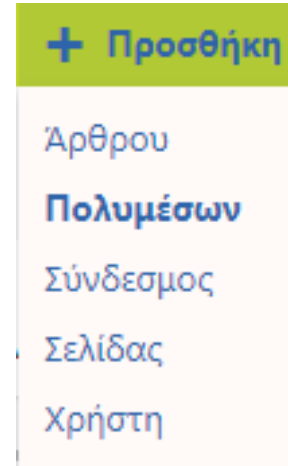 + Προσθήκη
Άρθρου
Πολυμέσων
Σύνδεσμος
Σελίδας
Χρήστη